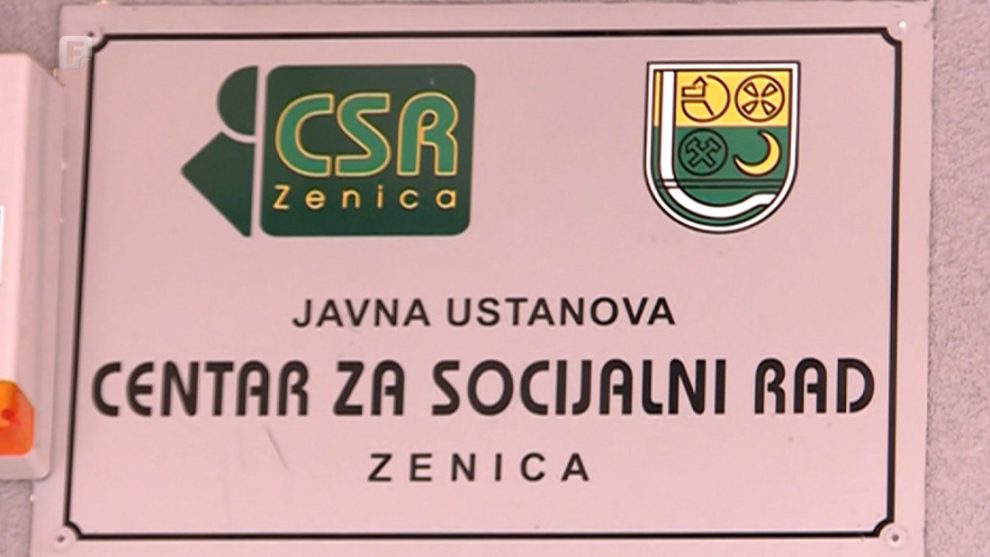 F
CSR
Zenica
JAVNA USTANOVA
CENTAR ZA SOCIJALNI RAD
ZENICA